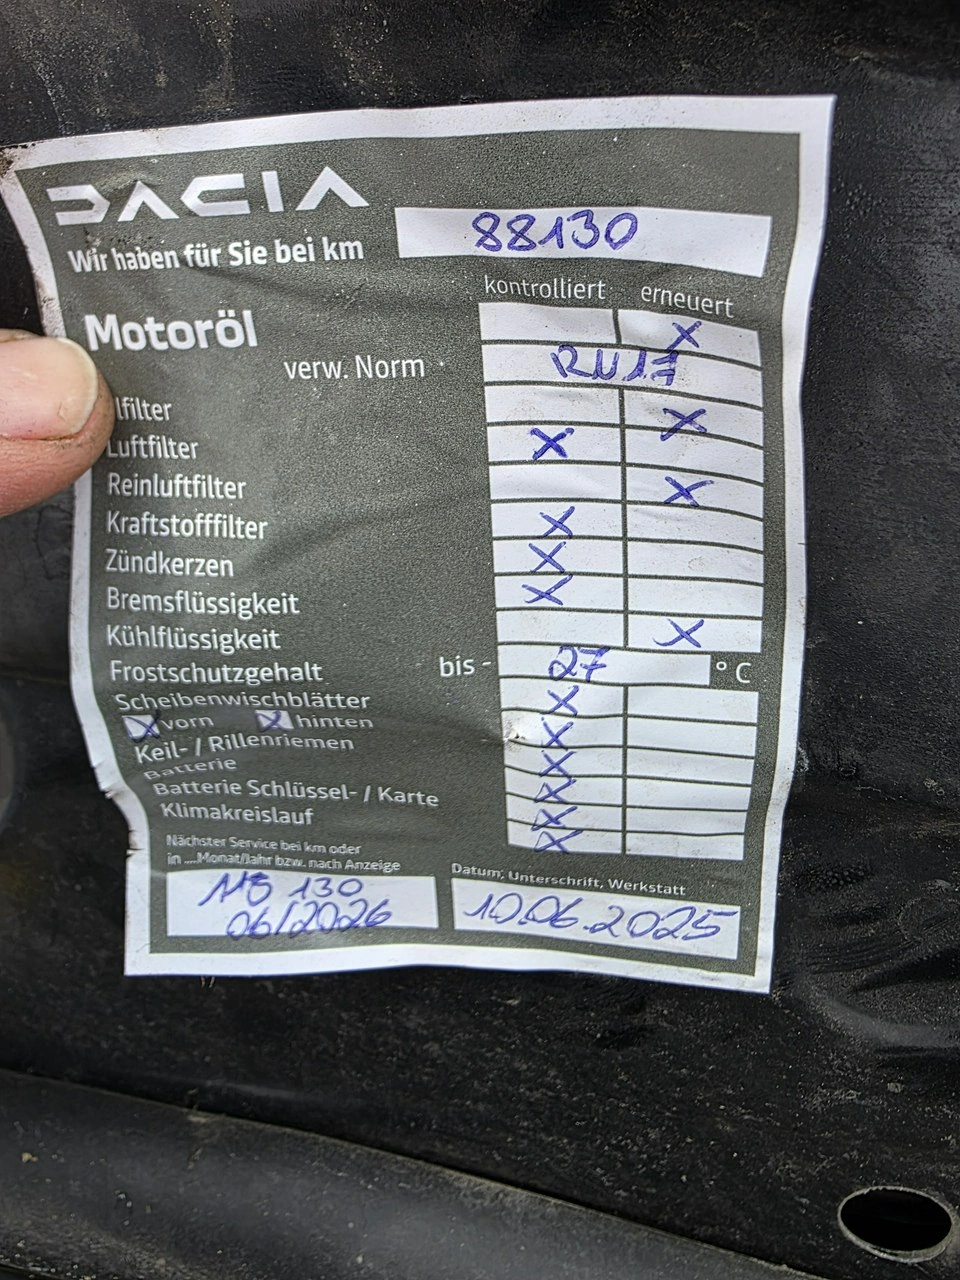 DACIA
Wir haben für Sie bei km 88130
kontrolliert erneuert
Motoröl X
verw. Norm RN17
lfilter X
Luftfilter X
Reinluftfilter X
Kraftstofffilter X
Zündkerzen X
Bremsflüssigkeit X
Kühlflüssigkeit X
Frostschutzgehalt bis - 27 °C
Scheibenwischblätter X
X vorn X hinten X
Keil- / Rillenriemen X
Batterie X
Batterie Schlüssel- / Karte X
Klimakreislauf X
Nächster Service bei km oder
in ....Monat/Jahr bzw. nach Anzeige
Datum, Unterschrift, Werkstatt
118 130
06/2026
10.06.2025